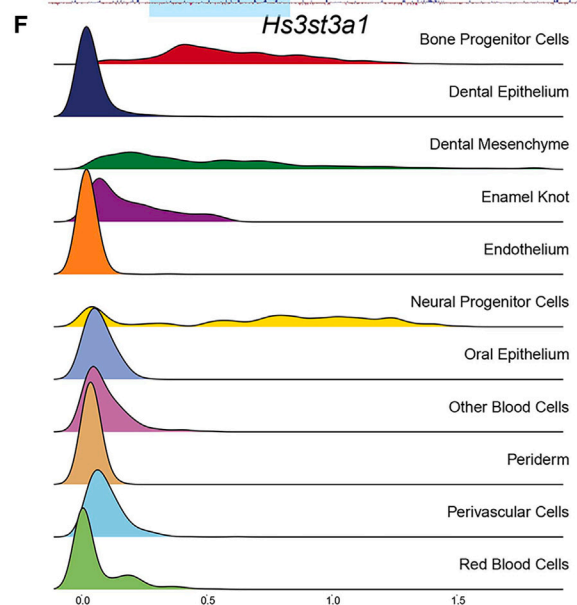 F
Hs3st3a1
Bone Progenitor Cells
Dental Epithelium
Dental Mesenchyme
Enamel Knot
Endothelium
Neural Progenitor Cells
Oral Epithelium
Other Blood Cells
Periderm
Perivascular Cells
Red Blood Cells
0.0 0.5 1.0 1.5